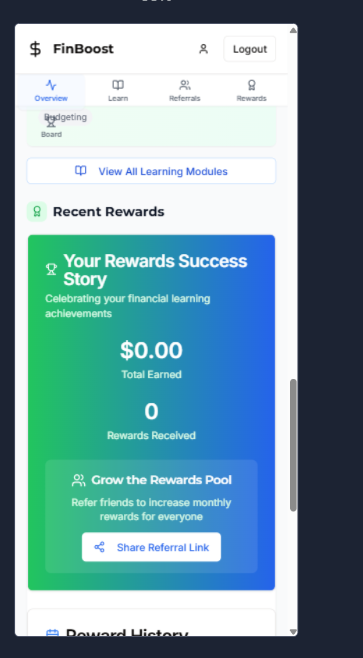 FinBoost
Logout
Overview
Learn
Referrals
Rewards
Budgeting
Board
View All Learning Modules
Recent Rewards
Your Rewards Success
Story
Celebrating your financial learning
achievements
$0.00
Total Earned
0
Rewards Received
Grow the Rewards Pool
Refer friends to increase monthly
rewards for everyone
Share Referral Link
Reward History